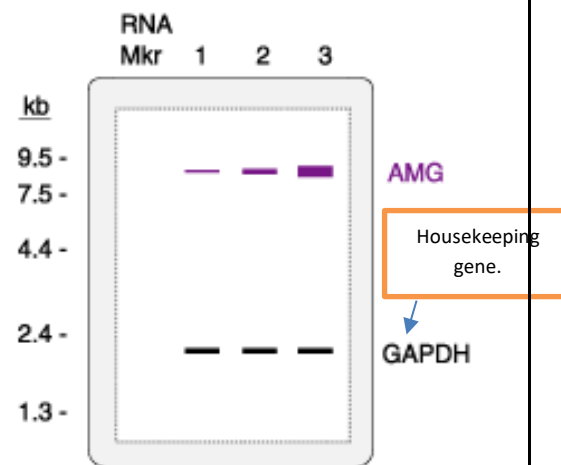 RNA
Mkr 1 2 3
kb
9.5 -
AMG
7.5 -
Housekeeping
gene.
4.4 -
2.4 -
GAPDH
1.3 -